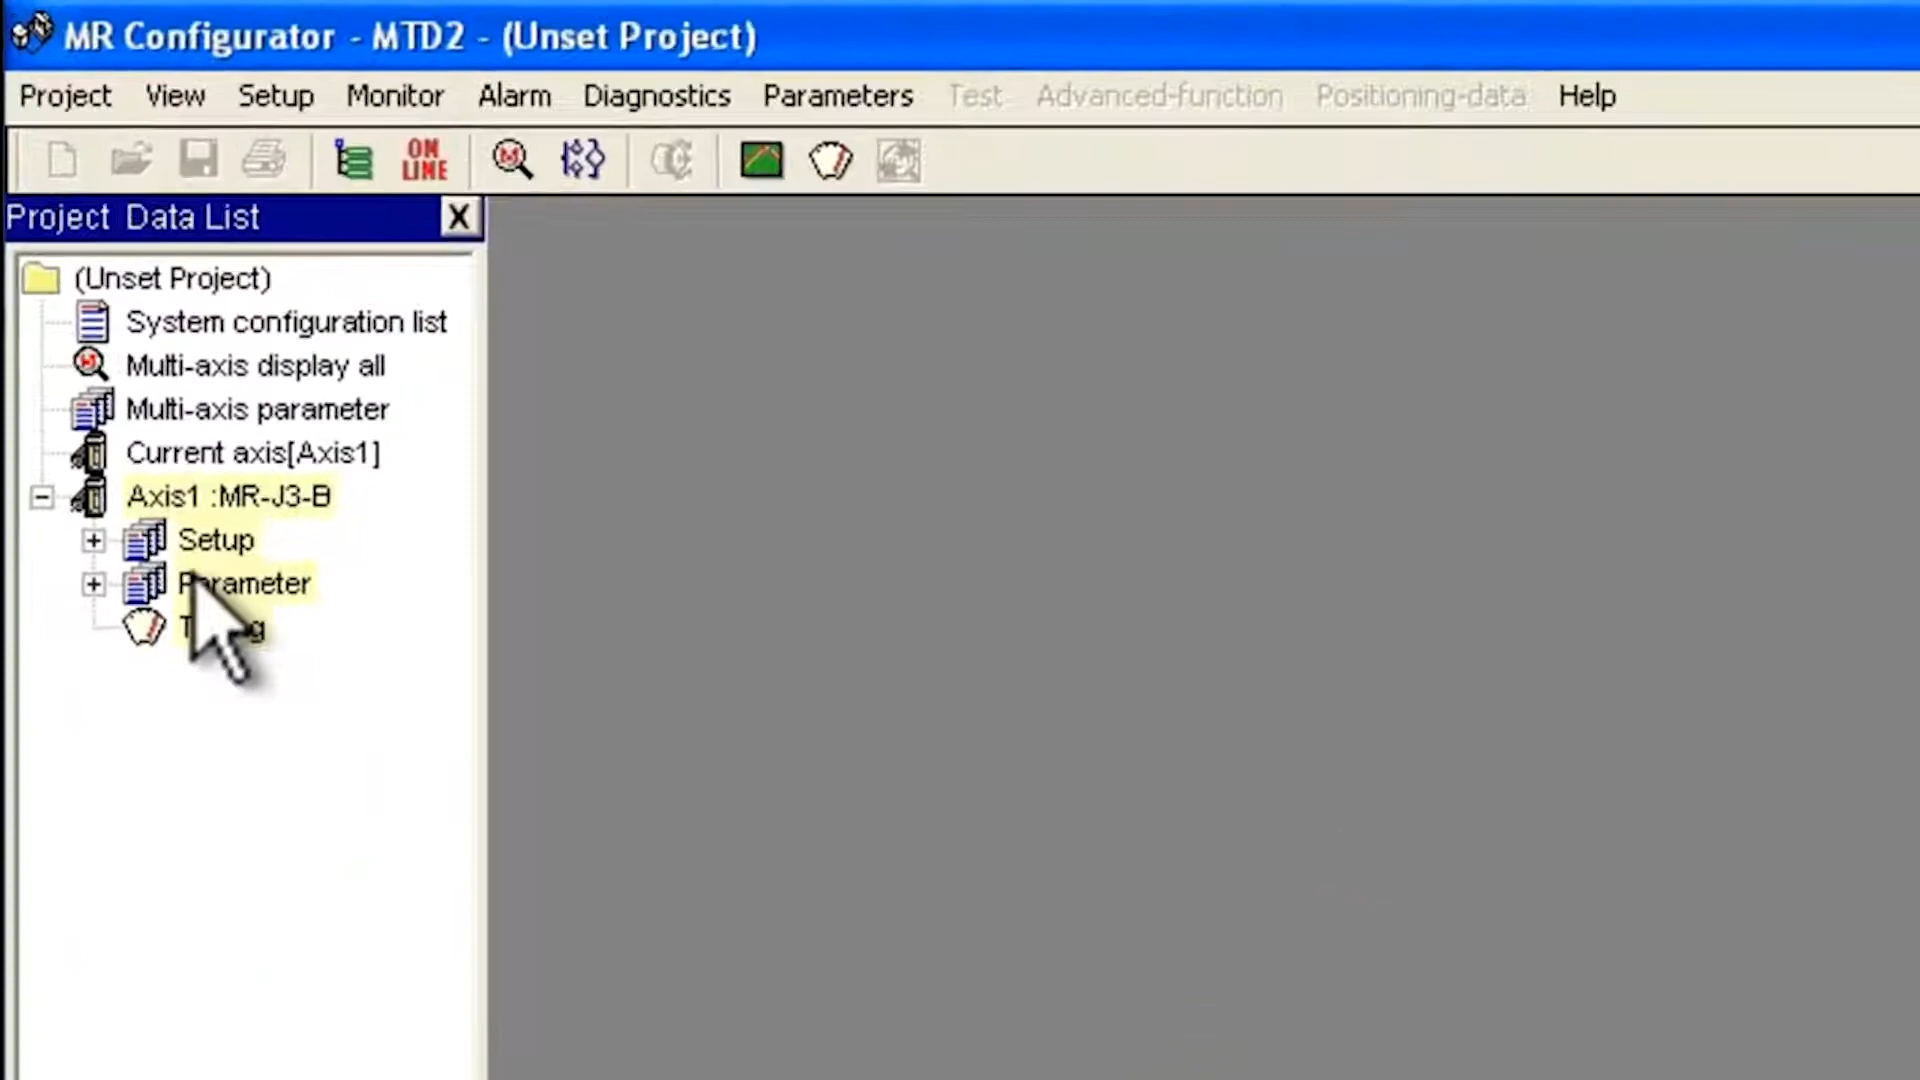 MR Configurator - MTD2 - (Unset Project)
Project View Setup Monitor Alarm Diagnostics Parameters Test Advanced-function Positioning-data Help
ON LINE
Project Data List
(Unset Project)
System configuration list
Multi-axis display all
Multi-axis parameter
Current axis[Axis1]
Axis1 :MR-J3-B
Setup
Parameter